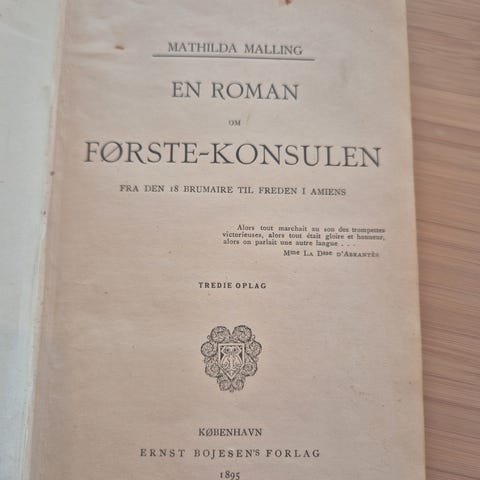 MATHILDA MALLING
EN ROMAN
OM
FØRSTE-KONSULEN
FRA DEN 18 BRUMAIRE TIL FREDEN I AMIENS
Alors tout marchait au son des trompettes
victorieuses, alors tout était gloire et honneur,
alors on parlait une autre langue . . .
Mme LA Dsse D'ABRANTÈS
TREDIE OPLAG
KØBENHAVN
ERNST BOJESEN'S FORLAG
1895